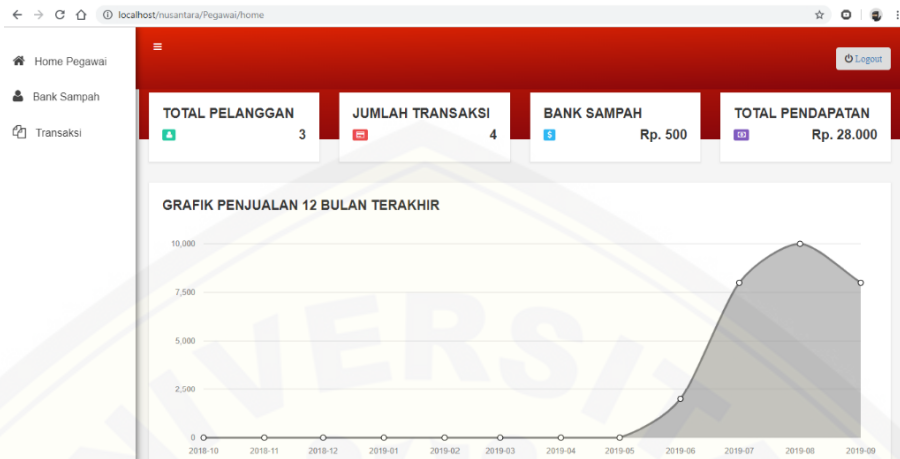 localhost/nusantara/Pegawai/home
Logout
Home Pegawai
Bank Sampah
Transaksi
TOTAL PELANGGAN
3
JUMLAH TRANSAKSI
4
BANK SAMPAH
Rp. 500
TOTAL PENDAPATAN
Rp. 28.000
GRAFIK PENJUALAN 12 BULAN TERAKHIR
10,000
7,500
5,000
2,500
0
2018-10 2018-11 2018-12 2019-01 2019-02 2019-03 2019-04 2019-05 2019-06 2019-07 2019-08 2019-09